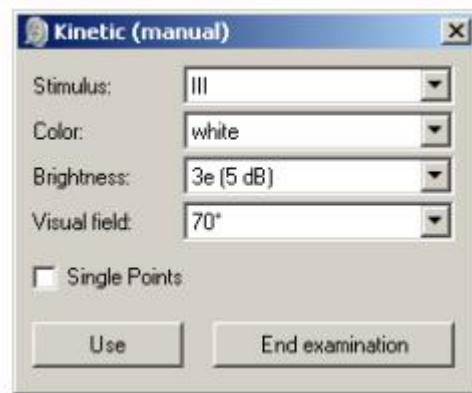 Kinetic (manual)
Stimulus: III
Color: white
Brightness: 3e (5 dB)
Visual field: 70°
Single Points
Use End examination